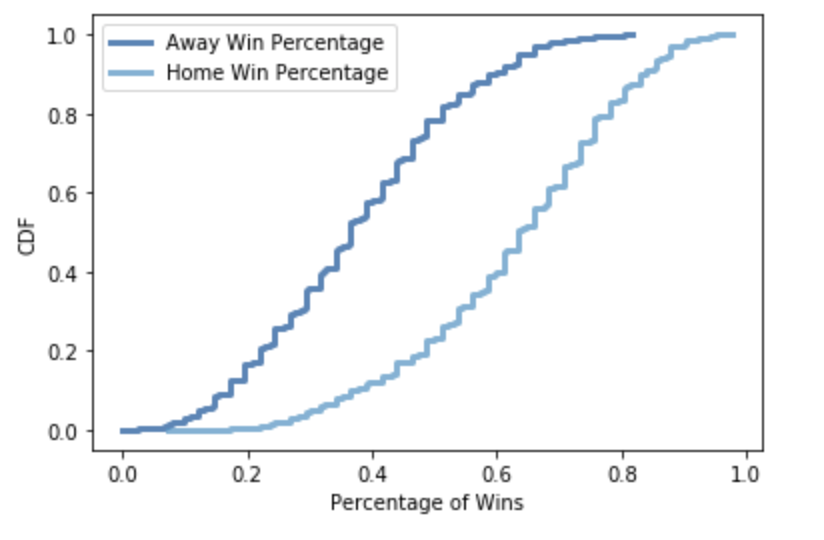 Away Win Percentage
Home Win Percentage
1.0
0.8
0.6
0.4
0.2
0.0
CDF
0.0 0.2 0.4 0.6 0.8 1.0
Percentage of Wins